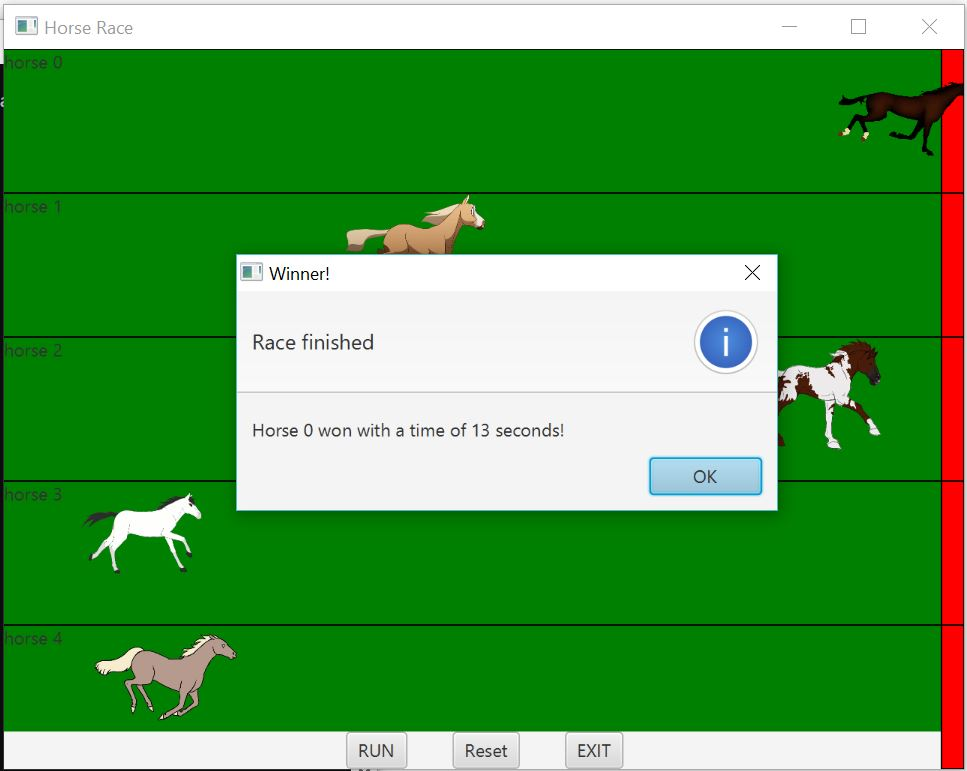 Horse Race
horse 0
horse 1
Winner!
Race finished
i
horse 2
Horse 0 won with a time of 13 seconds!
OK
horse 3
horse 4
RUN
Reset
EXIT